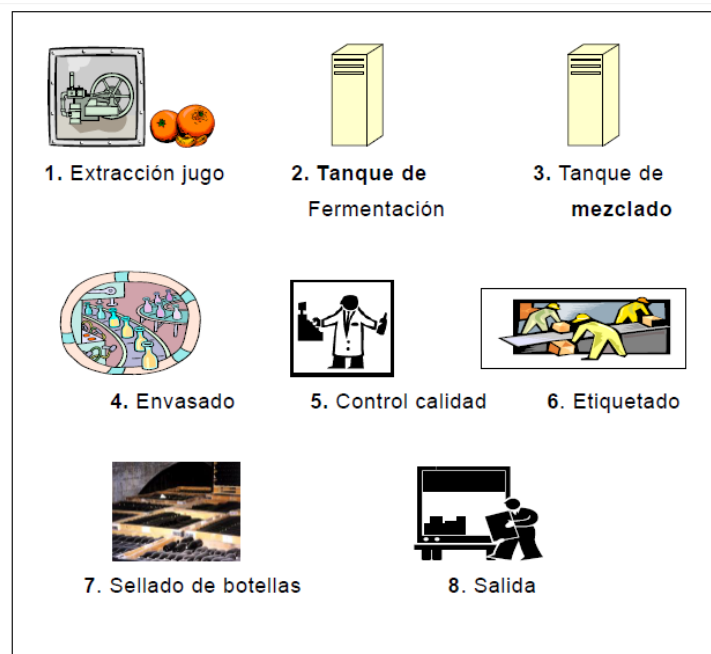 1. Extracción jugo
2. Tanque de
Fermentación
3. Tanque de
mezclado
4. Envasado
5. Control calidad
6. Etiquetado
7. Sellado de botellas
8. Salida